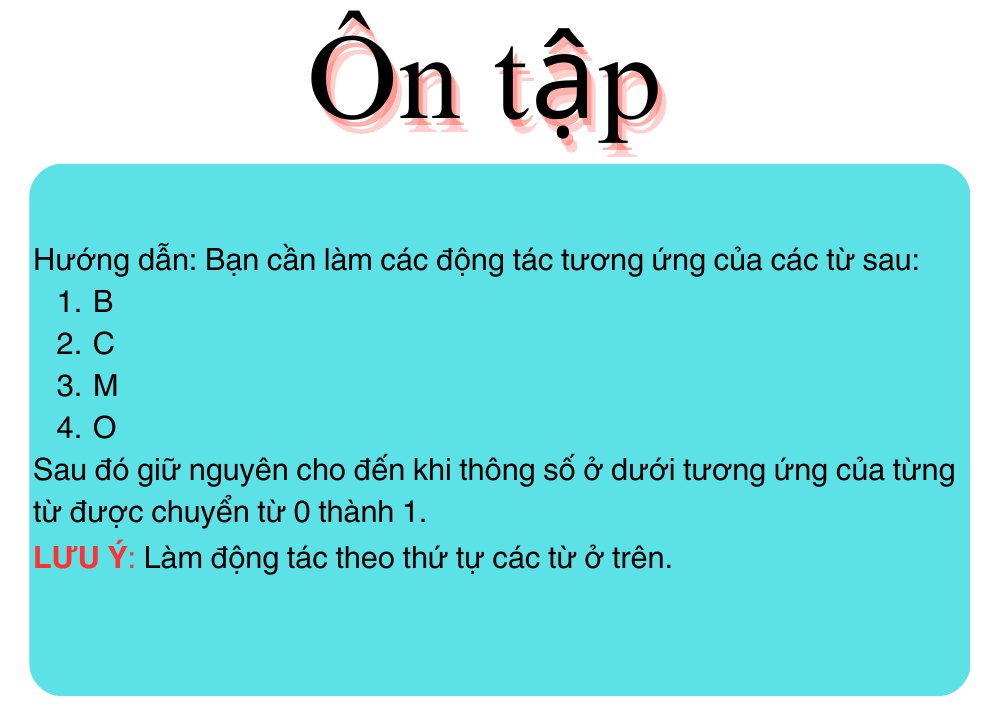 Ôn tập
Hướng dẫn: Bạn cần làm các động tác tương ứng của các từ sau:
1. B
2. C
3. M
4. O
Sau đó giữ nguyên cho đến khi thông số ở dưới tương ứng của từng
từ được chuyển từ 0 thành 1.
LƯU Ý: Làm động tác theo thứ tự các từ ở trên.